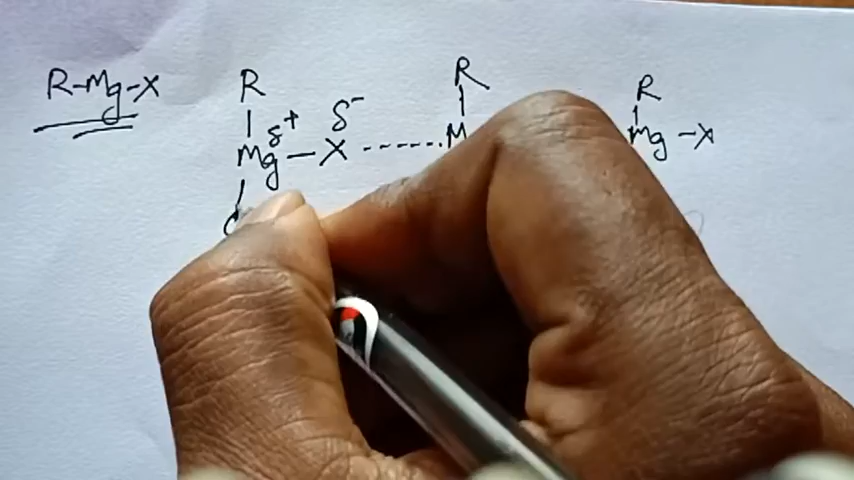 R R R
R-Mg-X δ+ δ-
Mg-X-----M Mg-X